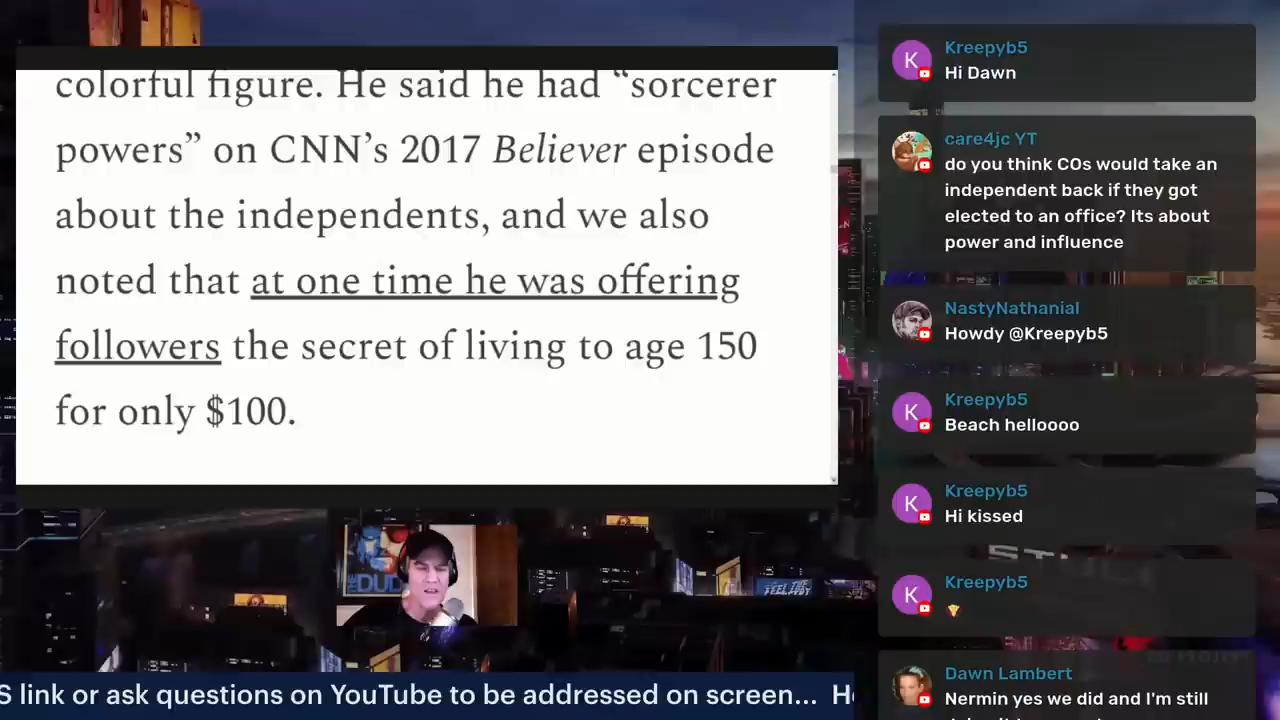 colorful figure. He said he had “sorcerer
powers” on CNN’s 2017 Believer episode
about the independents, and we also
noted that at one time he was offering
followers the secret of living to age 150
for only $100.
THE
DUD
FEEL THE
S link or ask questions on YouTube to be addressed on screen...
K
Kreepyb5
Hi Dawn
care4jc YT
do you think COs would take an
independent back if they got
elected to an office? Its about
power and influence
NastyNathanial
Howdy @Kreepyb5
K
Kreepyb5
Beach helloooo
K
Kreepyb5
Hi kissed
K
Kreepyb5
Dawn Lambert
Nermin yes we did and I'm still